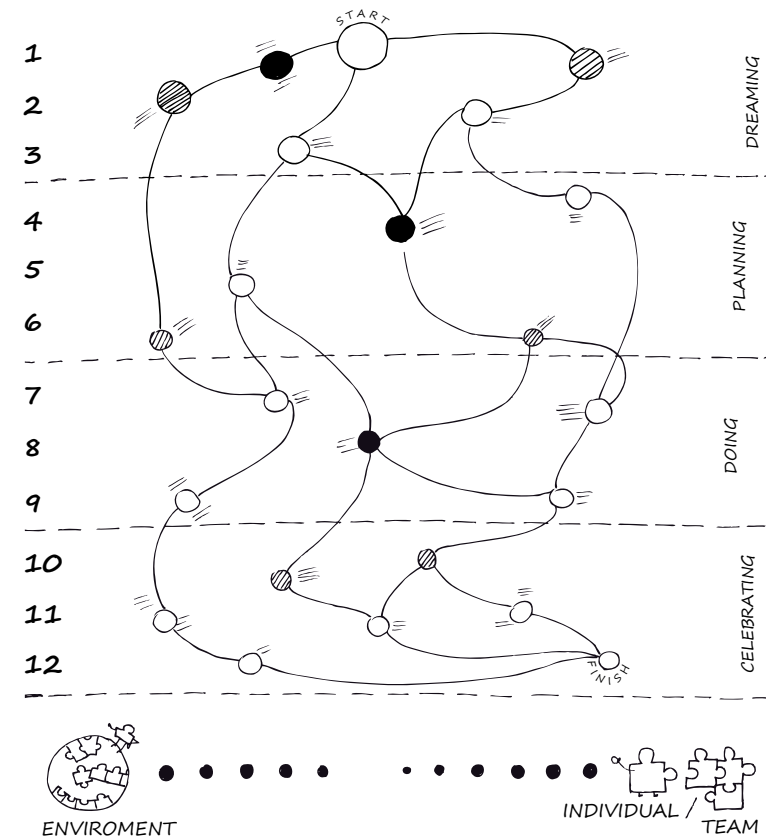 START
1
2
3
DREAMING
4
5
6
PLANNING
7
8
9
DOING
10
11
12
CELEBRATING
FINISH
ENVIROMENT
INDIVIDUAL /
TEAM